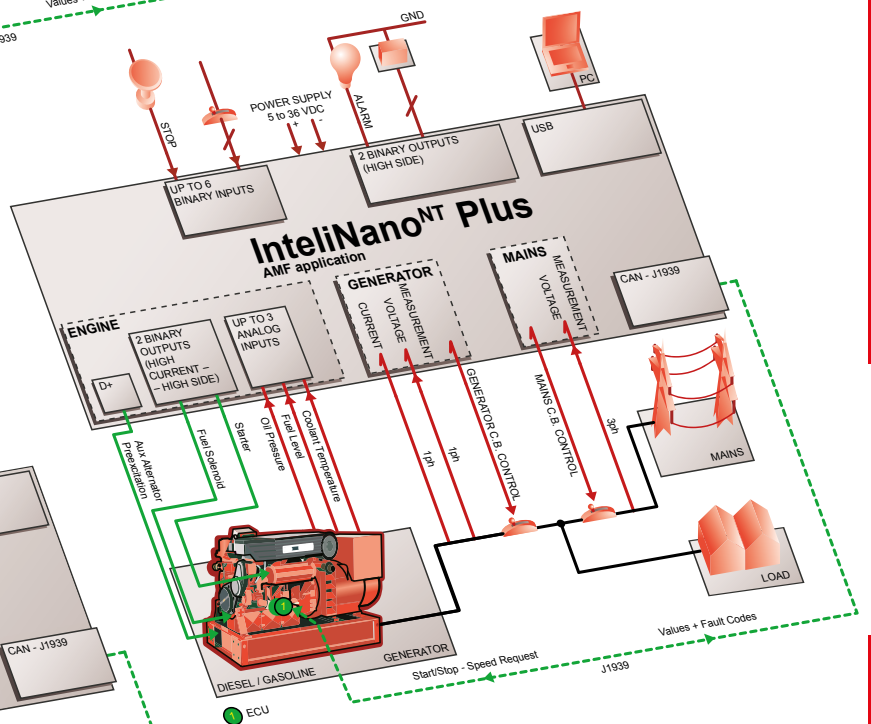 Values
939
GND
STOP
POWER SUPPLY
5 to 36 VDC
+ -
ALARM
PC
UP TO 6
BINARY INPUTS
2 BINARY OUTPUTS
(HIGH SIDE)
USB
InteliNanoNT Plus
AMF application
ENGINE
D+
2 BINARY
OUTPUTS
(HIGH
CURRENT –
– HIGH SIDE)
UP TO 3
ANALOG
INPUTS
GENERATOR
CURRENT
VOLTAGE
MEASUREMENT
MAINS
VOLTAGE
MEASUREMENT
CAN - J1939
Aux Alternator
Preexcitation
Fuel Solenoid
Starter
Oil Pressure
Fuel Level
Coolant Temperature
1ph
1ph
GENERATOR C.B. CONTROL
MAINS C.B. CONTROL
3ph
MAINS
LOAD
1
GENERATOR
DIESEL / GASOLINE
1 ECU
Start/Stop - Speed Request
J1939
Values + Fault Codes
CAN - J1939